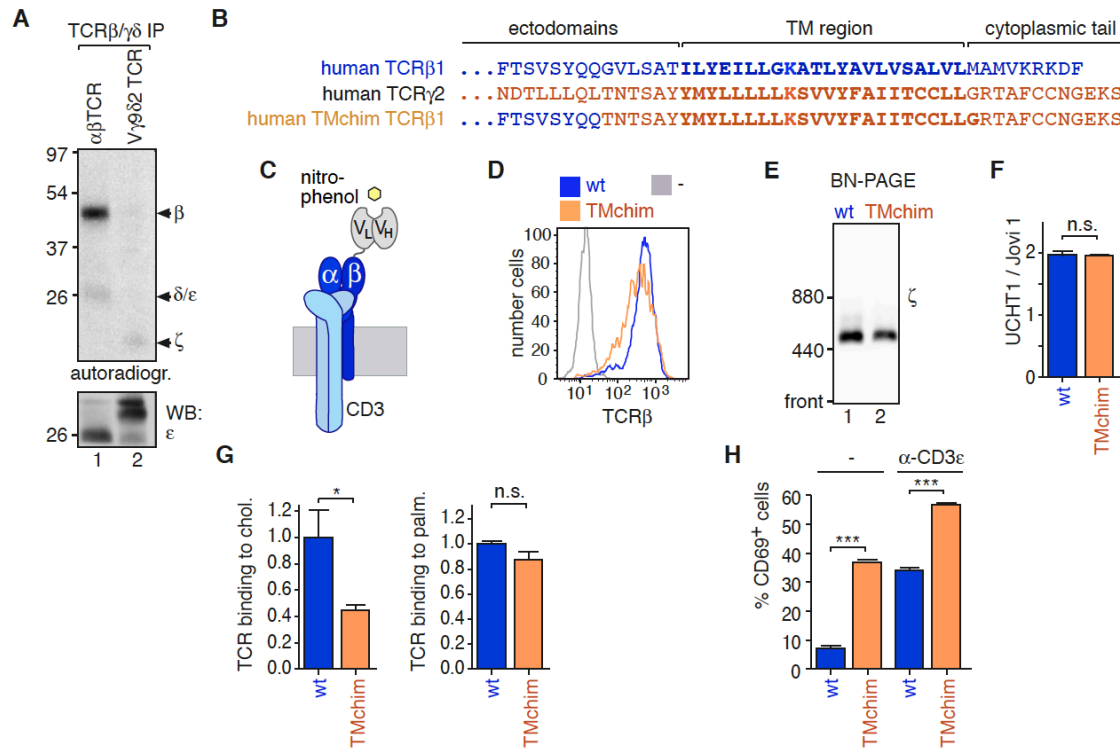 A
TCRβ/γδ IP
αβTCR
Vγ9δ2 TCR
97
54
47
37
26
β
δ/ε
ζ
autoradiogr.
WB:
ε
26
1 2
B
ectodomains TM region cytoplasmic tail
human TCRβ1 ...FTSVSYQQGVLSATILYEILLGKATLYAVLVSALVLMAMVKRKDF
human TCRγ2 ...NDTLLLQLTNTSAYYMYLLLLLKSVVYFAIITCCLLGRTAFCCNGEKS
human TMchim TCRβ1 ...FTSVSYQQTNTSAYYMYLLLLLKSVVYFAIITCCLLGRTAFCCNGEKS
C
nitro-
phenol
VL VH
α β
CD3
D
wt -
TMchim
number cells
100
80
60
40
20
0
10¹ 10² 10³
TCRβ
E
BN-PAGE
wt TMchim
880
440
front
ζ
1 2
F
n.s.
UCHT1 / Jovi 1
2
1
0
wt
TMchim
G
*
TCR binding to chol.
1.2
1.0
0.8
0.6
0.4
0.2
0.0
wt
TMchim
n.s.
TCR binding to palm.
1.2
1.0
0.8
0.6
0.4
0.2
0.0
wt
TMchim
H
- α-CD3ε
***
***
% CD69⁺ cells
60
50
40
30
20
10
0
wt
TMchim
wt
TMchim